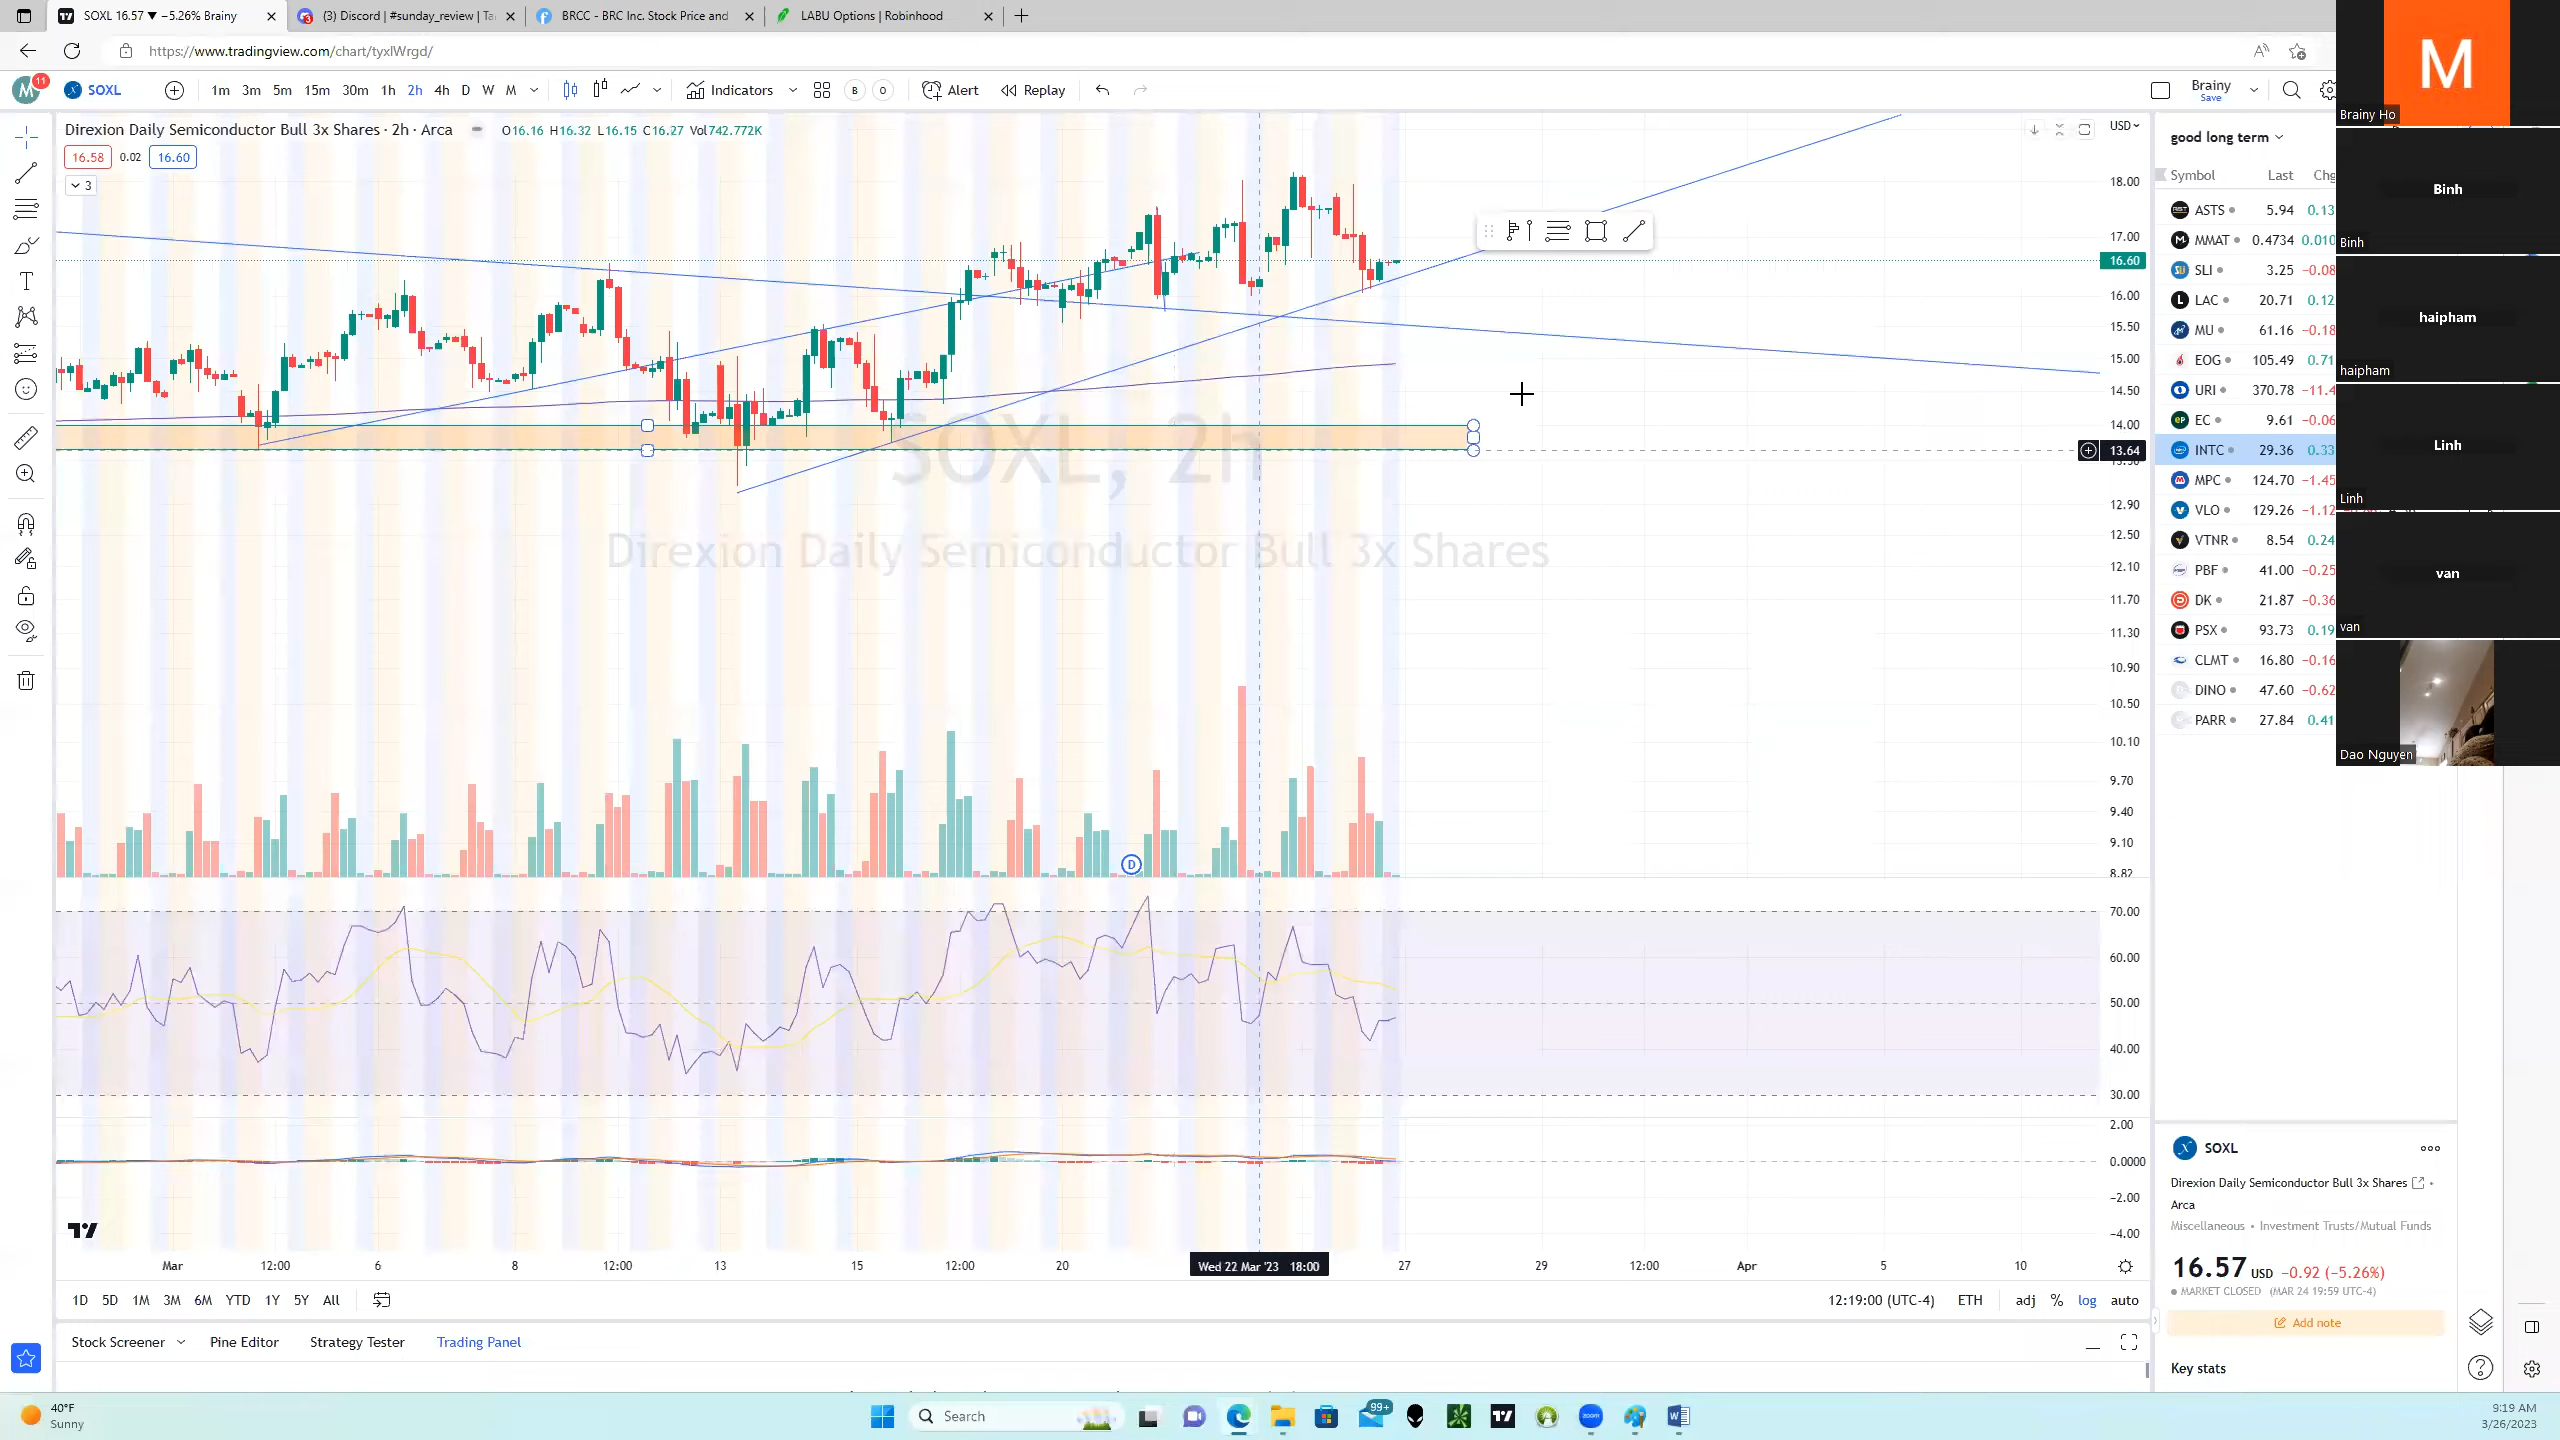 SOXL 16.57 ▼ −5.26% Brainy
(3) Discord | #sunday_review | Ta
BRCC - BRC Inc. Stock Price and
LABU Options | Robinhood
https://www.tradingview.com/chart/tyxlWrgd/
M 11
SOXL
1m 3m 5m 15m 30m 1h 2h 4h D W M
Indicators
B O
Alert
Replay
Brainy
Save
Direxion Daily Semiconductor Bull 3x Shares · 2h · Arca
O16.16 H16.32 L16.15 C16.27 Vol742.772K
16.58 0.02 16.60
3
USD
18.00
17.00
16.60
16.00
15.50
15.00
14.50
14.00
13.64
12.90
12.50
12.10
11.70
11.30
10.90
10.50
10.10
9.70
9.40
9.10
8.82
SOXL, 2h
Direxion Daily Semiconductor Bull 3x Shares
D
70.00
60.00
50.00
40.00
30.00
2.00
0.0000
−2.00
−4.00
Mar 12:00 6 8 12:00 13 15 12:00 20 Wed 22 Mar '23 18:00 27 29 12:00 Apr 5 10
1D 5D 1M 3M 6M YTD 1Y 5Y All
12:19:00 (UTC-4) ETH adj % log auto
Stock Screener Pine Editor Strategy Tester Trading Panel
good long term
Symbol Last Chg
ASTS 5.94 0.13
MMAT 0.4734 0.010
SLI 3.25 −0.08
LAC 20.71 0.12
MU 61.16 −0.18
EOG 105.49 0.71
URI 370.78 −11.4
EC 9.61 −0.06
INTC 29.36 0.33
MPC 124.70 −1.45
VLO 129.26 −1.12
VTNR 8.54 0.24
PBF 41.00 −0.25
DK 21.87 −0.36
PSX 93.73 0.19
CLMT 16.80 −0.16
DINO 47.60 −0.62
PARR 27.84 0.41
SOXL
Direxion Daily Semiconductor Bull 3x Shares
Arca
Miscellaneous • Investment Trusts/Mutual Funds
16.57 USD −0.92 (−5.26%)
MARKET CLOSED (MAR 24 19:59 UTC-4)
Add note
Key stats
M
Brainy Ho
Binh
Binh
haipham
haipham
Linh
Linh
van
van
Dao Nguyen
40°F
Sunny
Search
99+
zoom
9:19 AM
3/26/2023